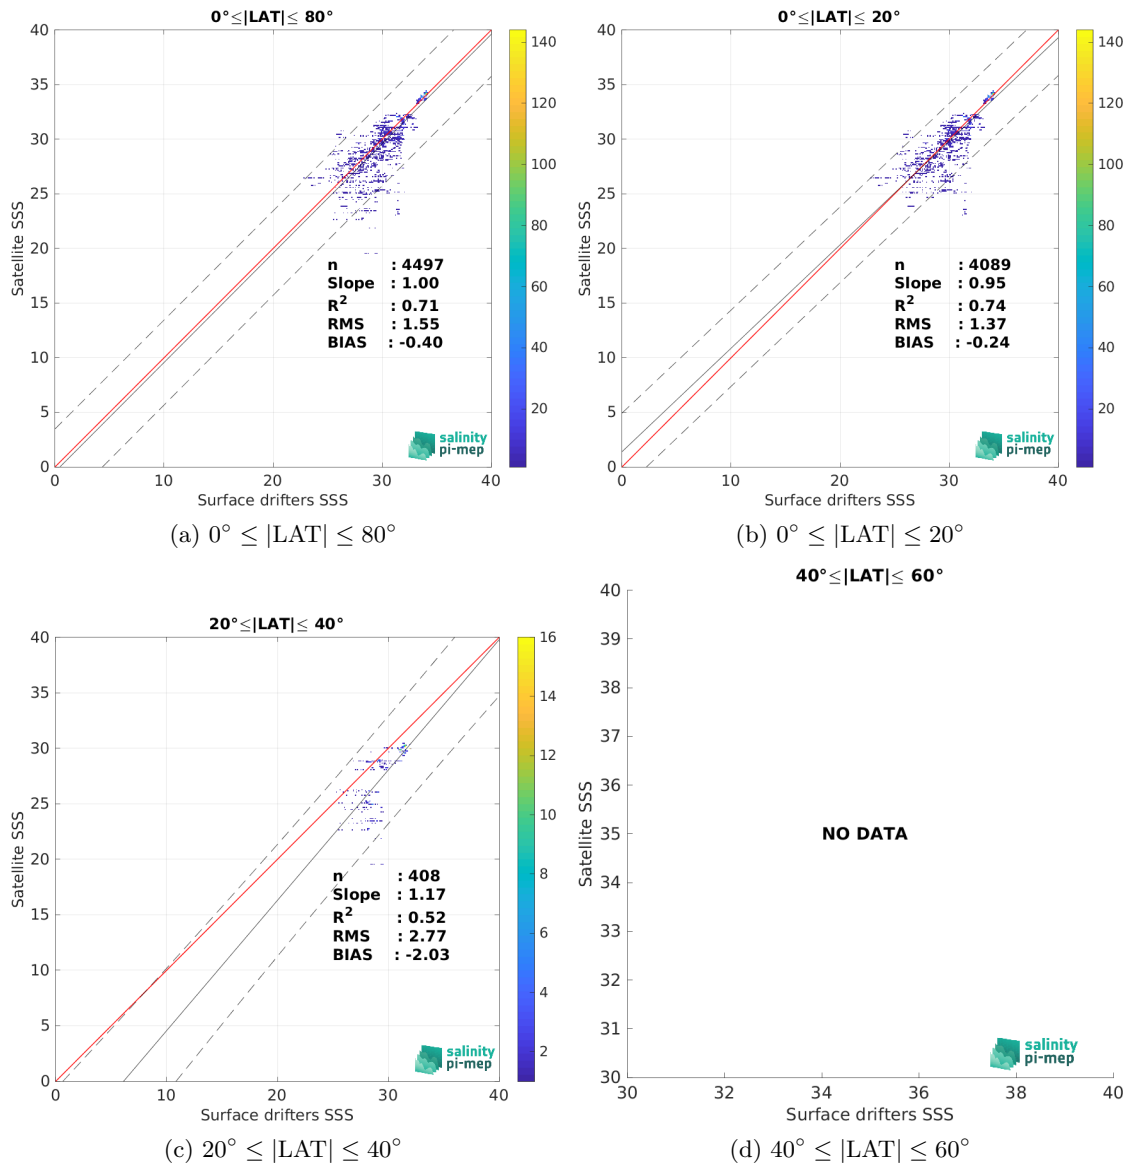 0°≤|LAT|≤ 80°
40
35
30
25
20
15
10
5
0
Satellite SSS
n : 4497
Slope : 1.00
R² : 0.71
RMS : 1.55
BIAS : -0.40
salinity
pi-mep
0 10 20 30 40
Surface drifters SSS
140
120
100
80
60
40
20
(a) 0° ≤ |LAT| ≤ 80°
0°≤|LAT|≤ 20°
40
35
30
25
20
15
10
5
0
Satellite SSS
n : 4089
Slope : 0.95
R² : 0.74
RMS : 1.37
BIAS : -0.24
salinity
pi-mep
0 10 20 30 40
Surface drifters SSS
140
120
100
80
60
40
20
(b) 0° ≤ |LAT| ≤ 20°
20°≤|LAT|≤ 40°
40
35
30
25
20
15
10
5
0
Satellite SSS
n : 408
Slope : 1.17
R² : 0.52
RMS : 2.77
BIAS : -2.03
salinity
pi-mep
0 10 20 30 40
Surface drifters SSS
16
14
12
10
8
6
4
2
(c) 20° ≤ |LAT| ≤ 40°
40°≤|LAT|≤ 60°
40
39
38
37
36
35
34
33
32
31
30
Satellite SSS
NO DATA
salinity
pi-mep
30 32 34 36 38 40
Surface drifters SSS
(d) 40° ≤ |LAT| ≤ 60°